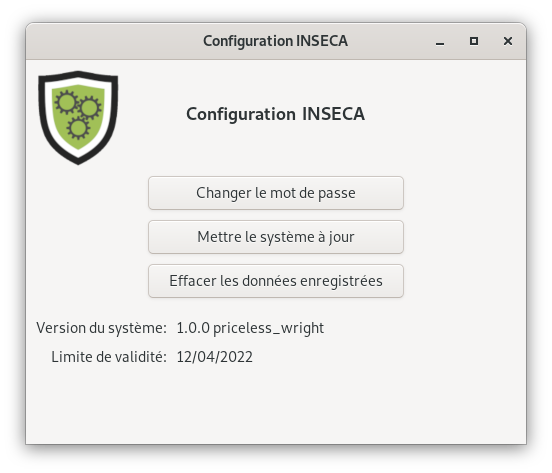 Configuration INSECA
Configuration INSECA
Changer le mot de passe
Mettre le système à jour
Effacer les données enregistrées
Version du système: 1.0.0 priceless_wright
Limite de validité: 12/04/2022